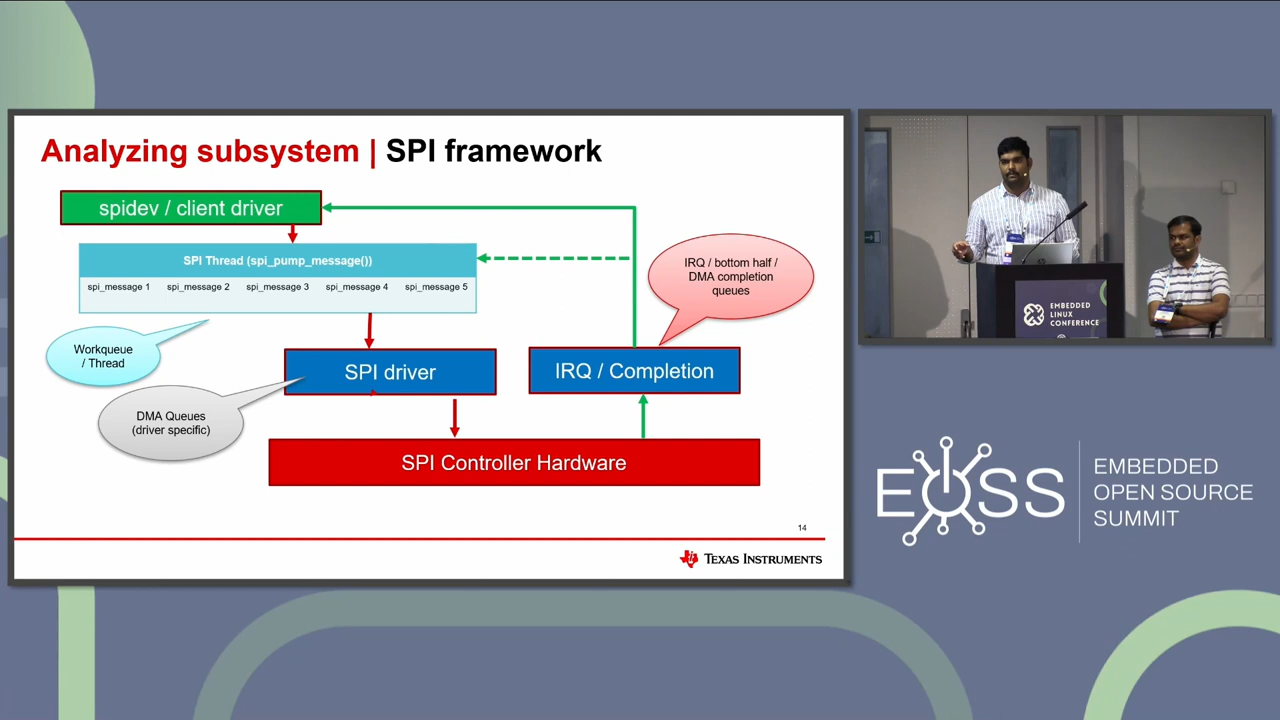 Analyzing subsystem | SPI framework
spidev / client driver
SPI Thread (spi_pump_message())
spi_message 1 spi_message 2 spi_message 3 spi_message 4 spi_message 5
IRQ / bottom half /
DMA completion
queues
Workqueue
/ Thread
SPI driver
IRQ / Completion
DMA Queues
(driver specific)
SPI Controller Hardware
14
TEXAS INSTRUMENTS
EMBEDDED
LINUX
CONFERENCE
EOSS
EMBEDDED
OPEN SOURCE
SUMMIT